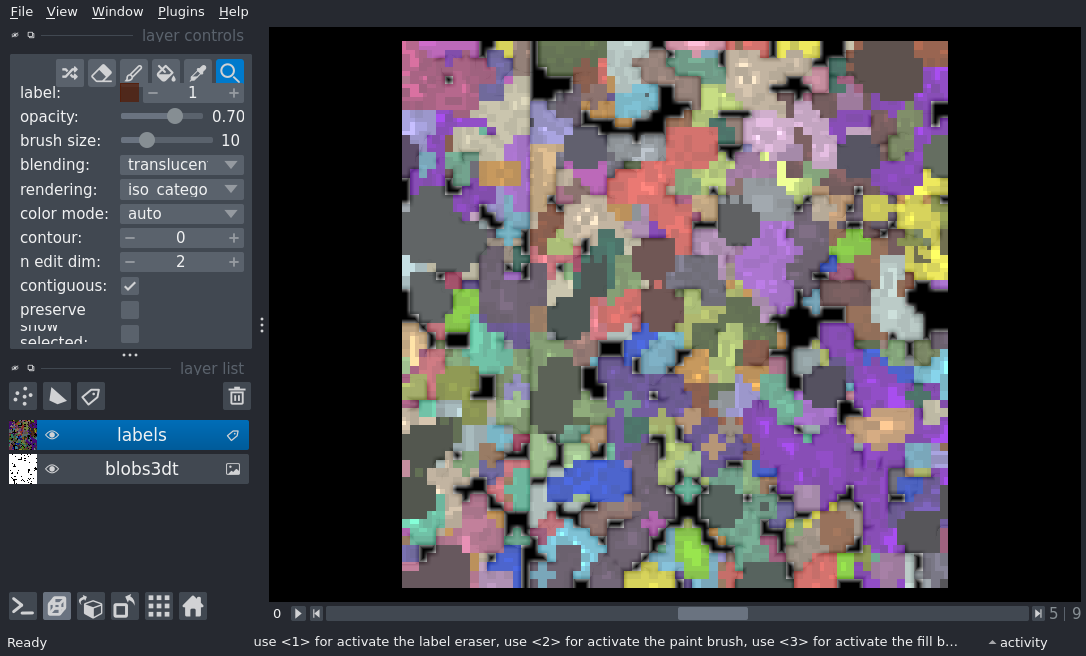 File View Window Plugins Help
layer controls
label: 1
opacity: 0.70
brush size: 10
blending: translucen
rendering: iso_catego
color mode: auto
contour: 0
n edit dim: 2
contiguous:
preserve
show
selected:
layer list
labels
blobs3dt
0 5 | 9
Ready use <1> for activate the label eraser, use <2> for activate the paint brush, use <3> for activate the fill b... activity